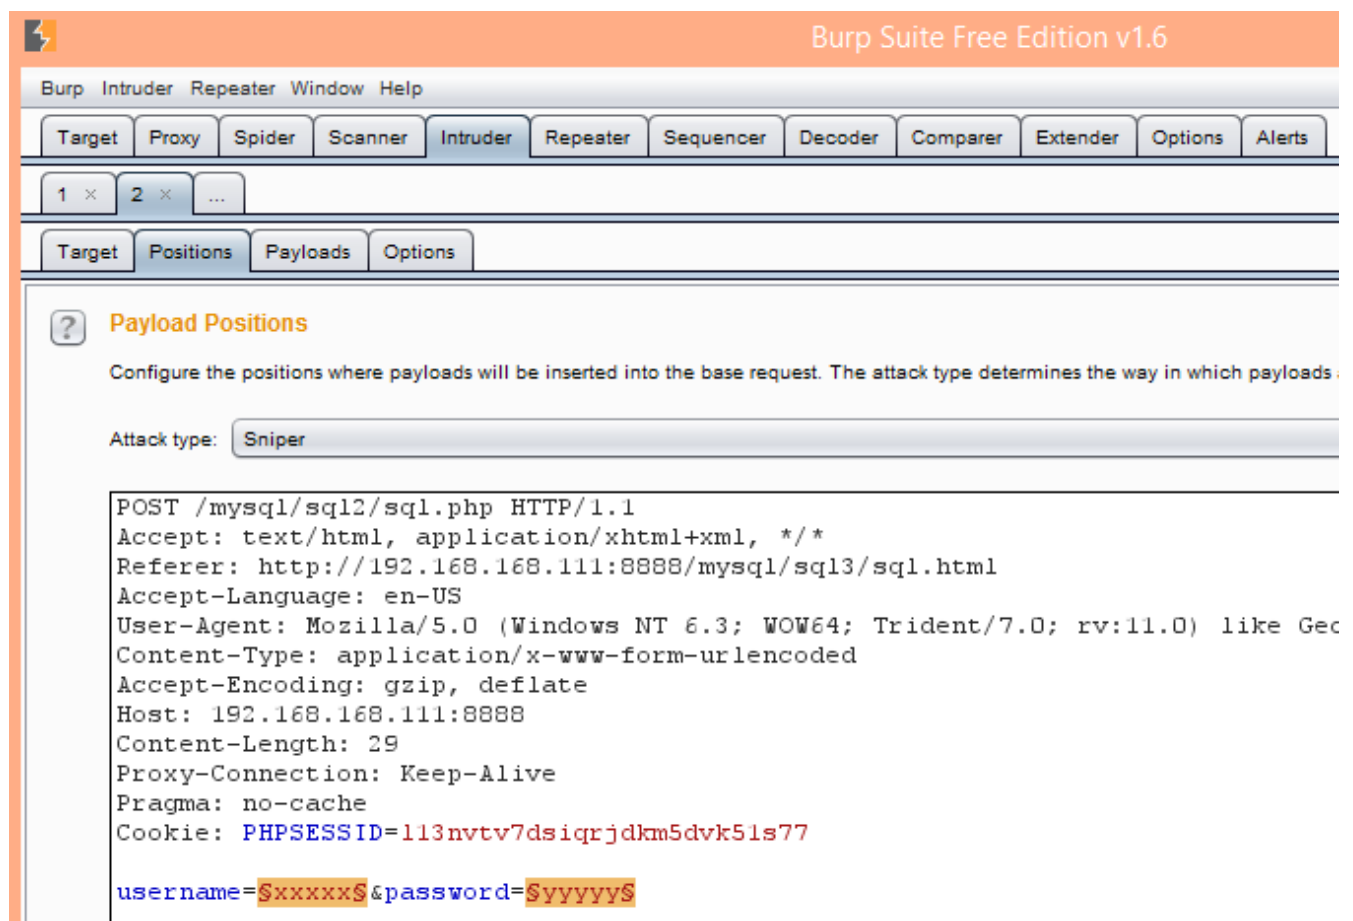 Burp Suite Free Edition v1.6
Burp Intruder Repeater Window Help
Target Proxy Spider Scanner Intruder Repeater Sequencer Decoder Comparer Extender Options Alerts
1 × 2 × ...
Target Positions Payloads Options
? Payload Positions
Configure the positions where payloads will be inserted into the base request. The attack type determines the way in which payloads
Attack type: Sniper
POST /mysql/sql2/sql.php HTTP/1.1
Accept: text/html, application/xhtml+xml, */*
Referer: http://192.168.168.111:8888/mysql/sql3/sql.html
Accept-Language: en-US
User-Agent: Mozilla/5.0 (Windows NT 6.3; WOW64; Trident/7.0; rv:11.0) like Gec
Content-Type: application/x-www-form-urlencoded
Accept-Encoding: gzip, deflate
Host: 192.168.168.111:8888
Content-Length: 29
Proxy-Connection: Keep-Alive
Pragma: no-cache
Cookie: PHPSESSID=l13nvtv7dsiqrjdkm5dvk51s77
username=§xxxxx§&password=§yyyyy§